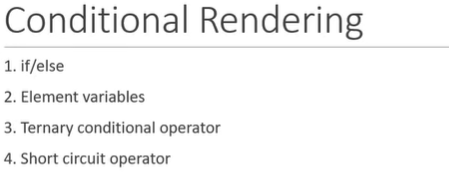 Conditional Rendering
1. if/else
2. Element variables
3. Ternary conditional operator
4. Short circuit operator